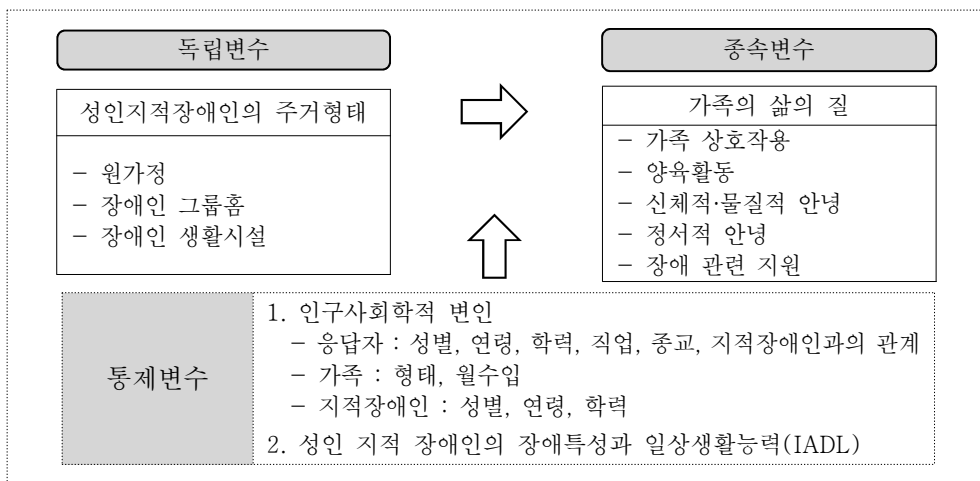 독립변수
성인지적장애인의 주거형태
- 원가정
- 장애인 그룹홈
- 장애인 생활시설
종속변수
가족의 삶의 질
- 가족 상호작용
- 양육활동
- 신체적·물질적 안녕
- 정서적 안녕
- 장애 관련 지원
통제변수
1. 인구사회학적 변인
- 응답자 : 성별, 연령, 학력, 직업, 종교, 지적장애인과의 관계
- 가족 : 형태, 월수입
- 지적장애인 : 성별, 연령, 학력
2. 성인 지적 장애인의 장애특성과 일상생활능력(IADL)